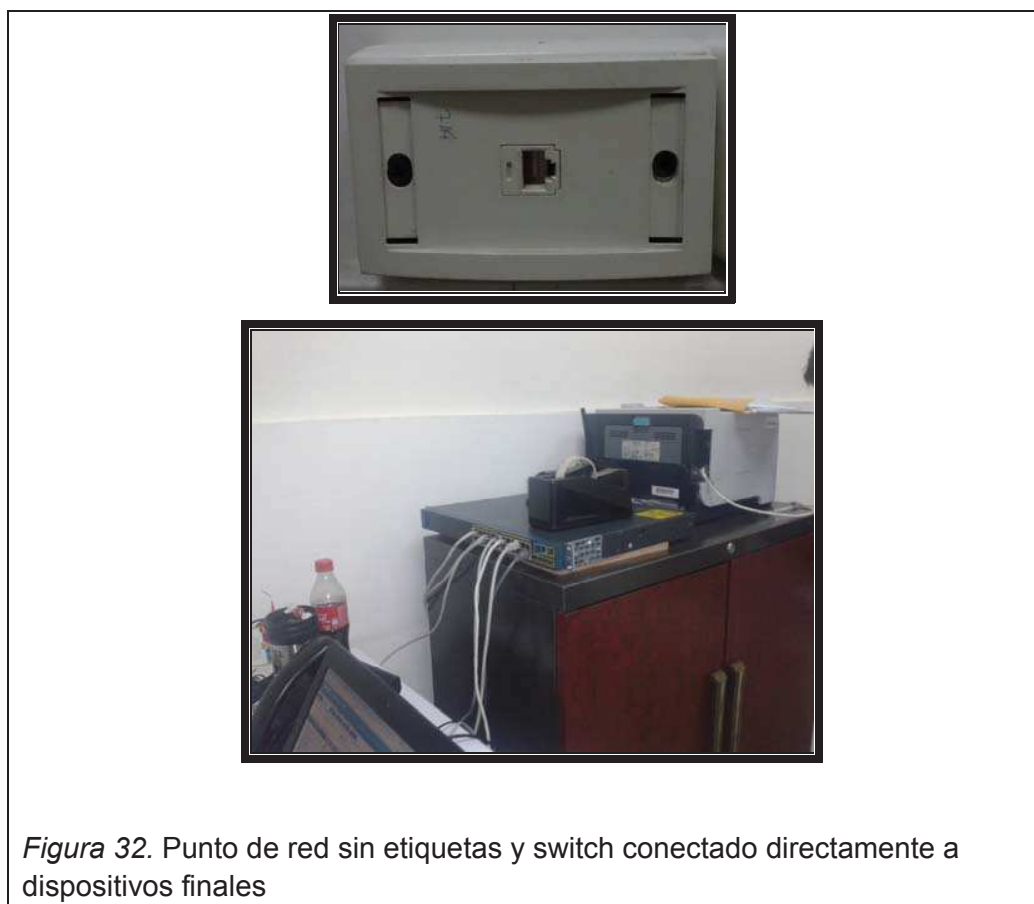 Figura 32. Punto de red sin etiquetas y switch conectado directamente a
dispositivos finales